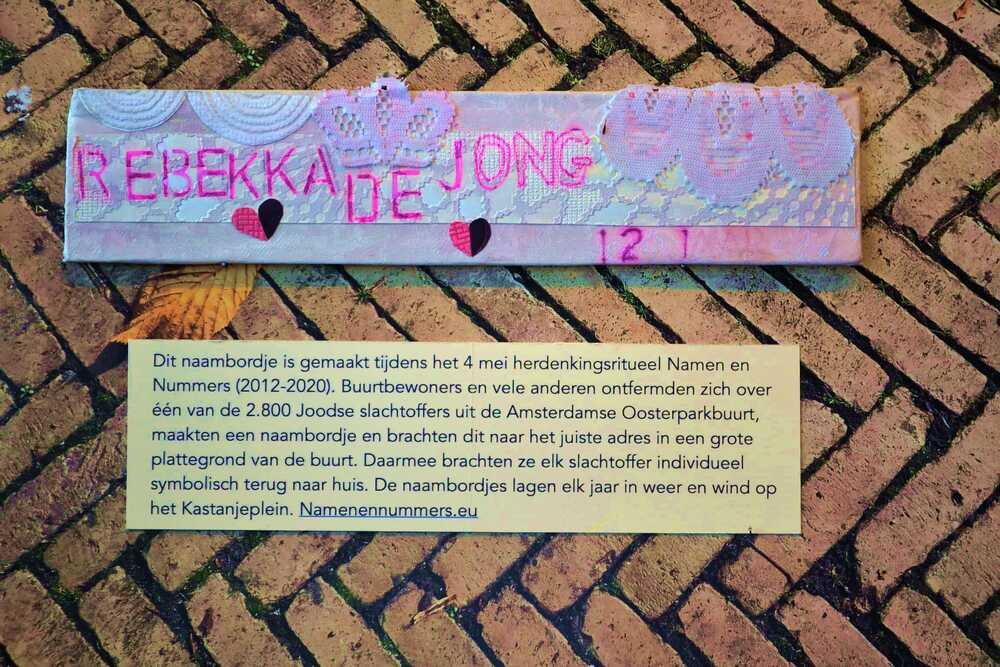 REBEKKA DE JONG
121
Dit naambordje is gemaakt tijdens het 4 mei herdenkingsritueel Namen en
Nummers (2012-2020). Buurtbewoners en vele anderen ontfermden zich over
één van de 2.800 Joodse slachtoffers uit de Amsterdamse Oosterparkbuurt,
maakten een naambordje en brachten dit naar het juiste adres in een grote
plattegrond van de buurt. Daarmee brachten ze elk slachtoffer individueel
symbolisch terug naar huis. De naambordjes lagen elk jaar in weer en wind op
het Kastanjeplein. Namenennummers.eu